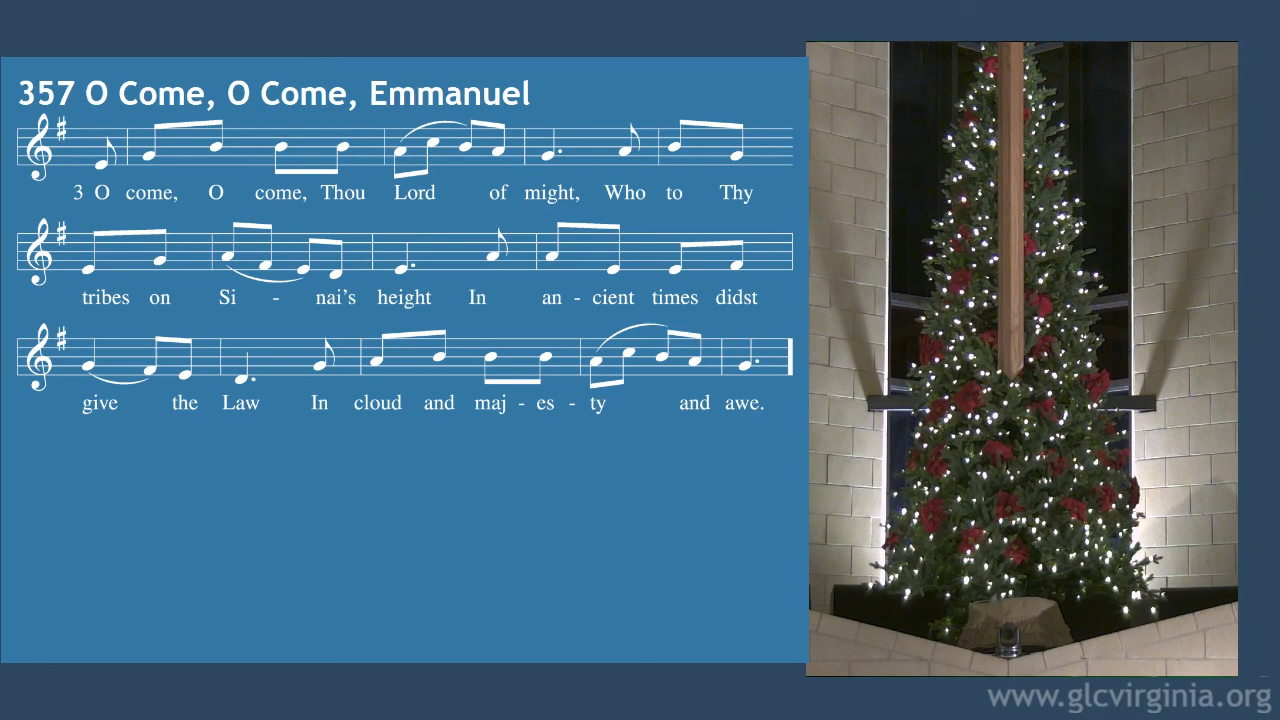 357 O Come, O Come, Emmanuel
3 O come, O come, Thou Lord of might, Who to Thy
tribes on Si - nai's height In an - cient times didst
give the Law In cloud and maj - es - ty and awe.
www.glcvirginia.org